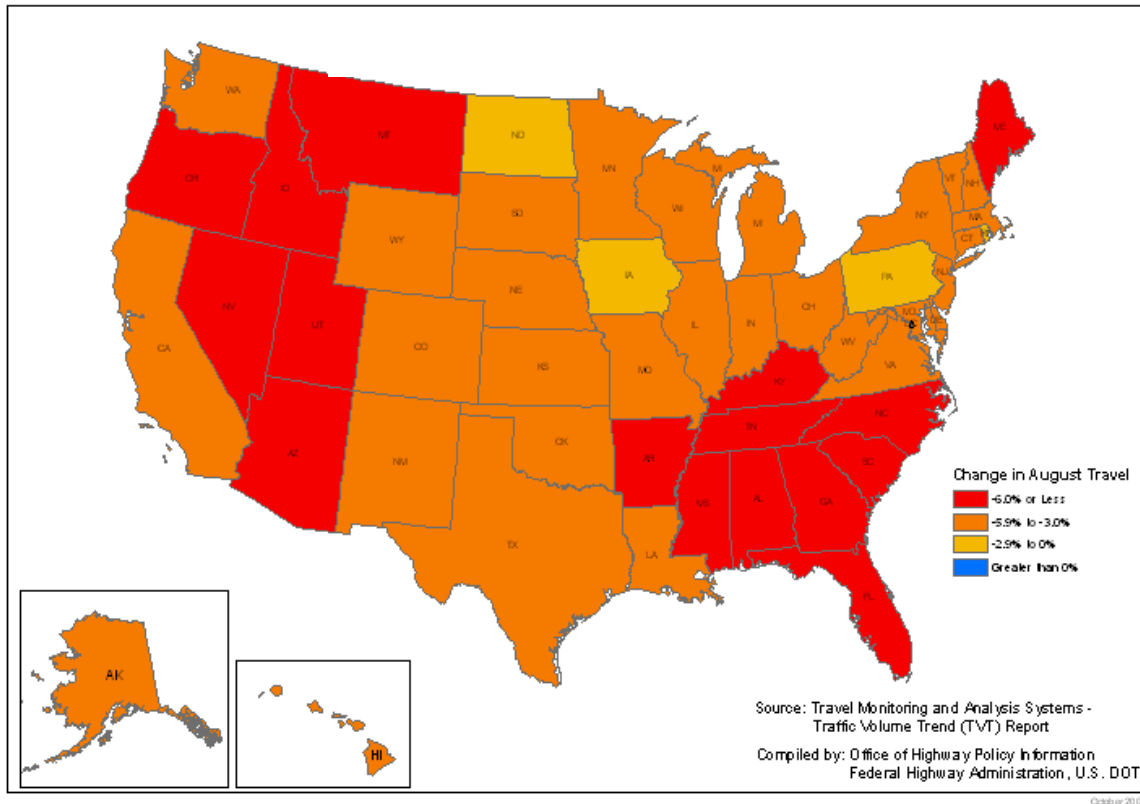 WA
MT
ND
MN
ME
OR
ID
SD
WI
MI
MI
VT
NH
NY
MA
CT
WY
IA
PA
NJ
NE
NV
UT
CO
IL
IN
OH
MD
WV
VA
CA
KS
MO
KY
NC
TN
AZ
NM
OK
AR
SC
MS
AL
GA
TX
LA
FL
AK
HI
Change in August Travel
-6.0% or Less
-5.9% to -3.0%
-2.9% to 0%
Greater than 0%
Source: Travel Monitoring and Analysis Systems -
Traffic Volume Trend (TVT) Report
Compiled by: Office of Highway Policy Information
Federal Highway Administration, U.S. DOT
October